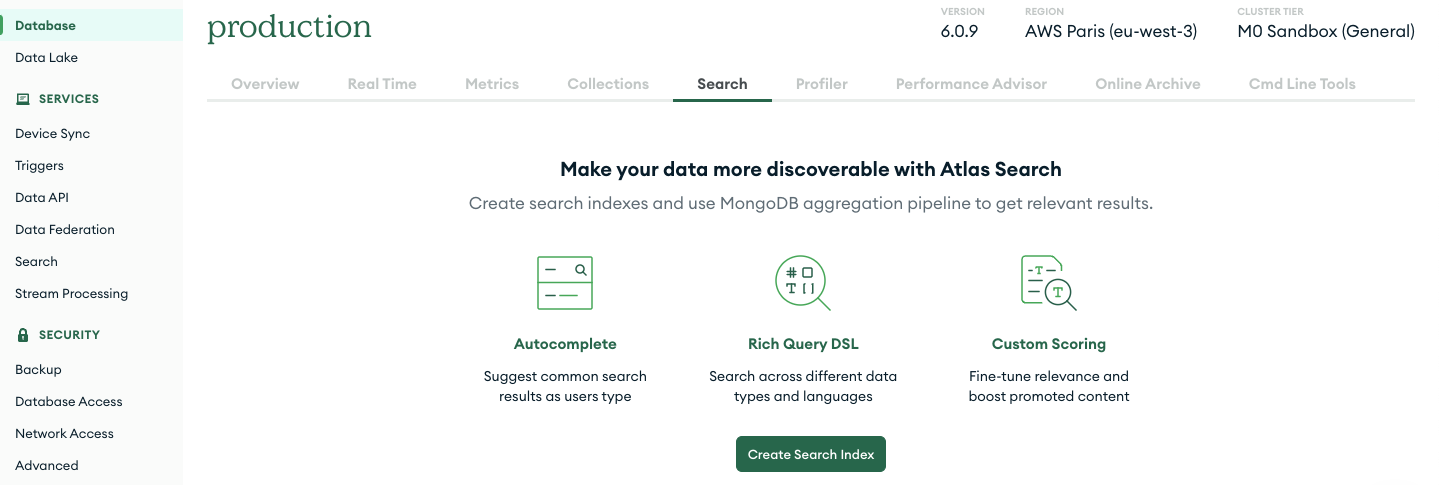 Database
Data Lake
SERVICES
Device Sync
Triggers
Data API
Data Federation
Search
Stream Processing
SECURITY
Backup
Database Access
Network Access
Advanced
production
VERSION
6.0.9
REGION
AWS Paris (eu-west-3)
CLUSTER TIER
M0 Sandbox (General)
Overview Real Time Metrics Collections Search Profiler Performance Advisor Online Archive Cmd Line Tools
Make your data more discoverable with Atlas Search
Create search indexes and use MongoDB aggregation pipeline to get relevant results.
Autocomplete
Suggest common search
results as users type
Rich Query DSL
Search across different data
types and languages
Custom Scoring
Fine-tune relevance and
boost promoted content
Create Search Index